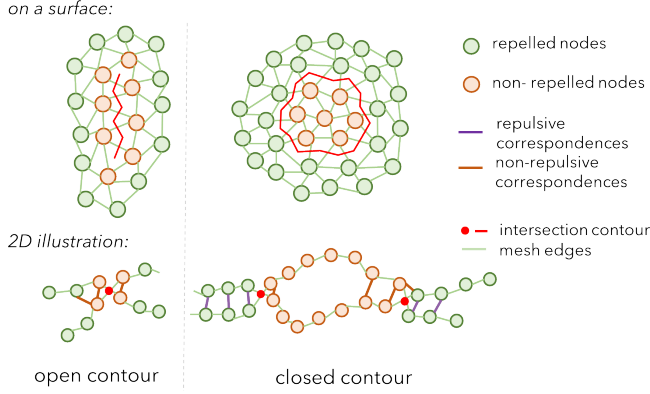 on a surface:
repelled nodes
non- repelled nodes
repulsive
correspondences
non-repulsive
correspondences
intersection contour
mesh edges
2D illustration:
open contour
closed contour